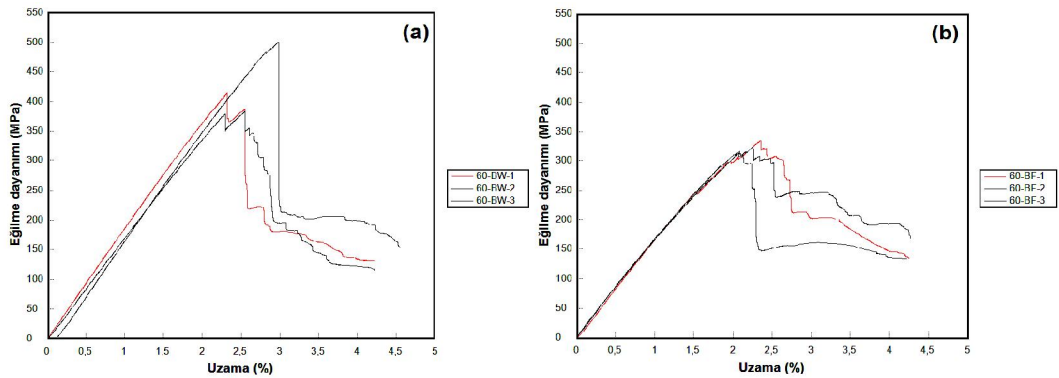 (a)
Eğilme dayanımı (MPa)
550
500
450
400
350
300
250
200
150
100
50
0
0 0,5 1 1,5 2 2,5 3 3,5 4 4,5 5
Uzama (%)
60-BW-1
60-BW-2
60-BW-3
(b)
Eğilme dayanımı (MPa)
550
500
450
400
350
300
250
200
150
100
50
0
0 0,5 1 1,5 2 2,5 3 3,5 4 4,5 5
Uzama (%)
60-BF-1
60-BF-2
60-BF-3